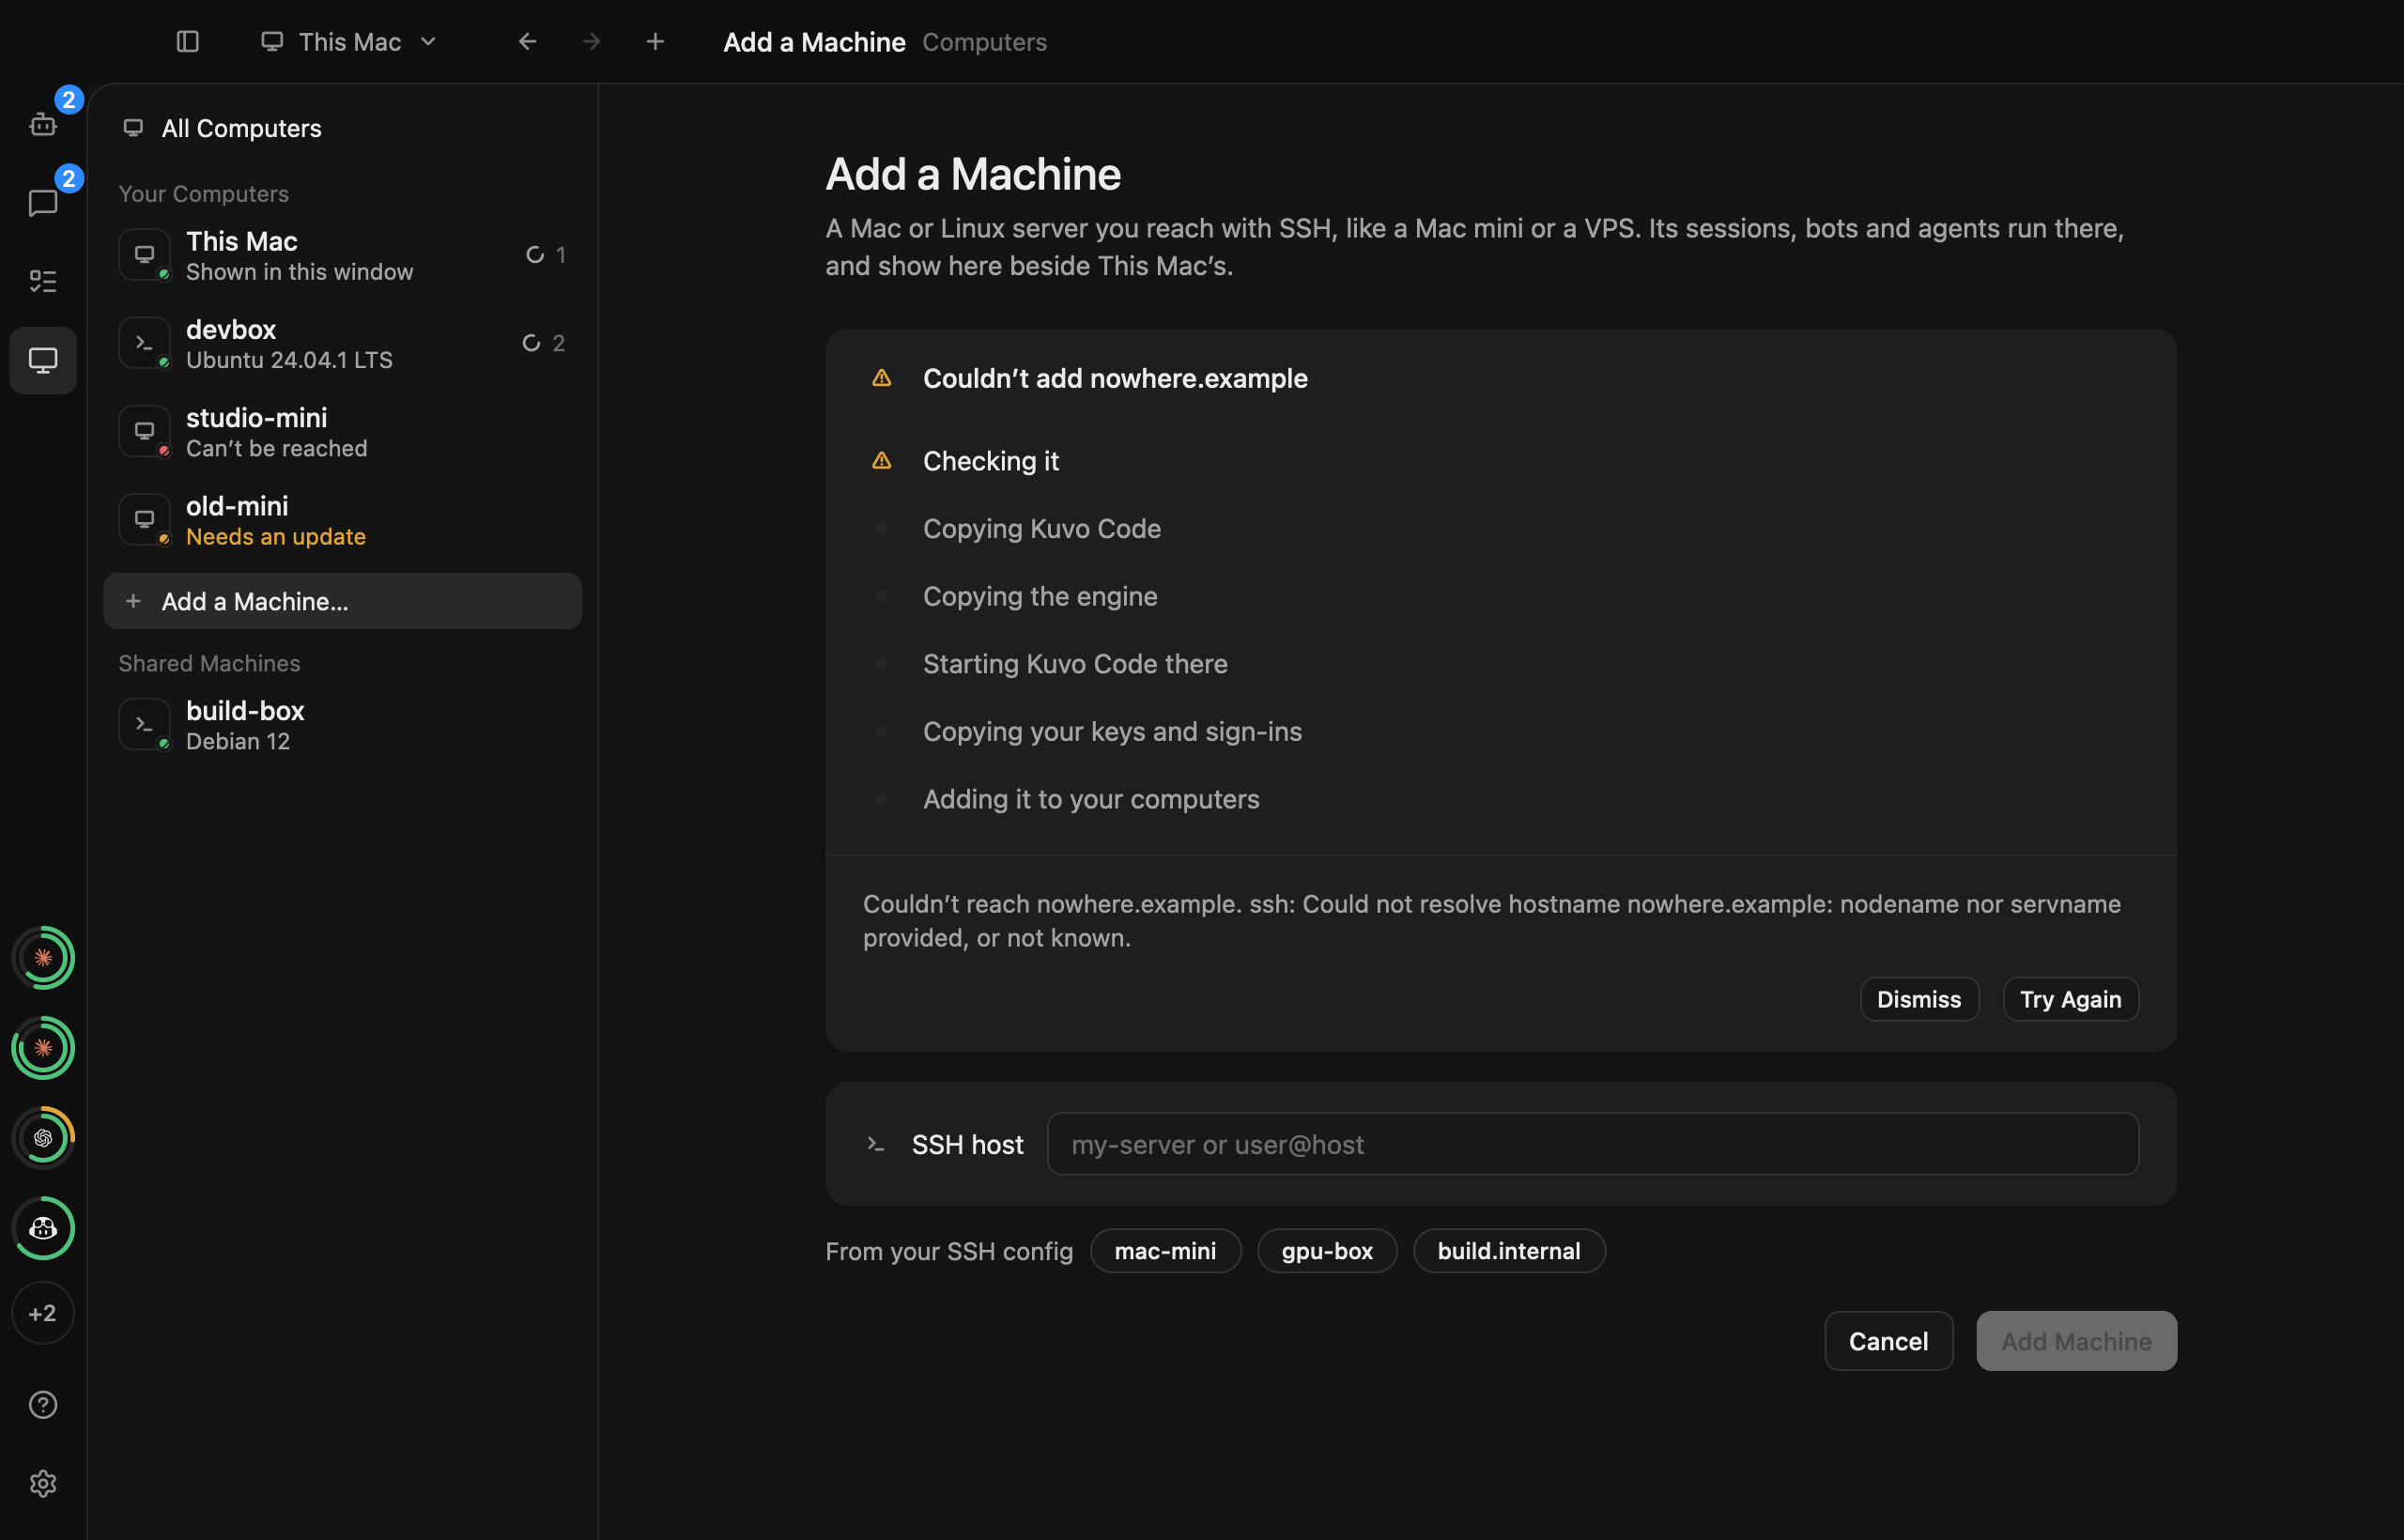 This Mac
Add a Machine Computers
2
2
All Computers
Your Computers
This Mac
Shown in this window
1
devbox
Ubuntu 24.04.1 LTS
2
studio-mini
Can’t be reached
old-mini
Needs an update
Add a Machine...
Shared Machines
build-box
Debian 12
+2
Add a Machine
A Mac or Linux server you reach with SSH, like a Mac mini or a VPS. Its sessions, bots and agents run there,
and show here beside This Mac’s.
Couldn’t add nowhere.example
Checking it
Copying Kuvo Code
Copying the engine
Starting Kuvo Code there
Copying your keys and sign-ins
Adding it to your computers
Couldn’t reach nowhere.example. ssh: Could not resolve hostname nowhere.example: nodename nor servname
provided, or not known.
Dismiss
Try Again
SSH host
my-server or user@host
From your SSH config
mac-mini
gpu-box
build.internal
Cancel
Add Machine